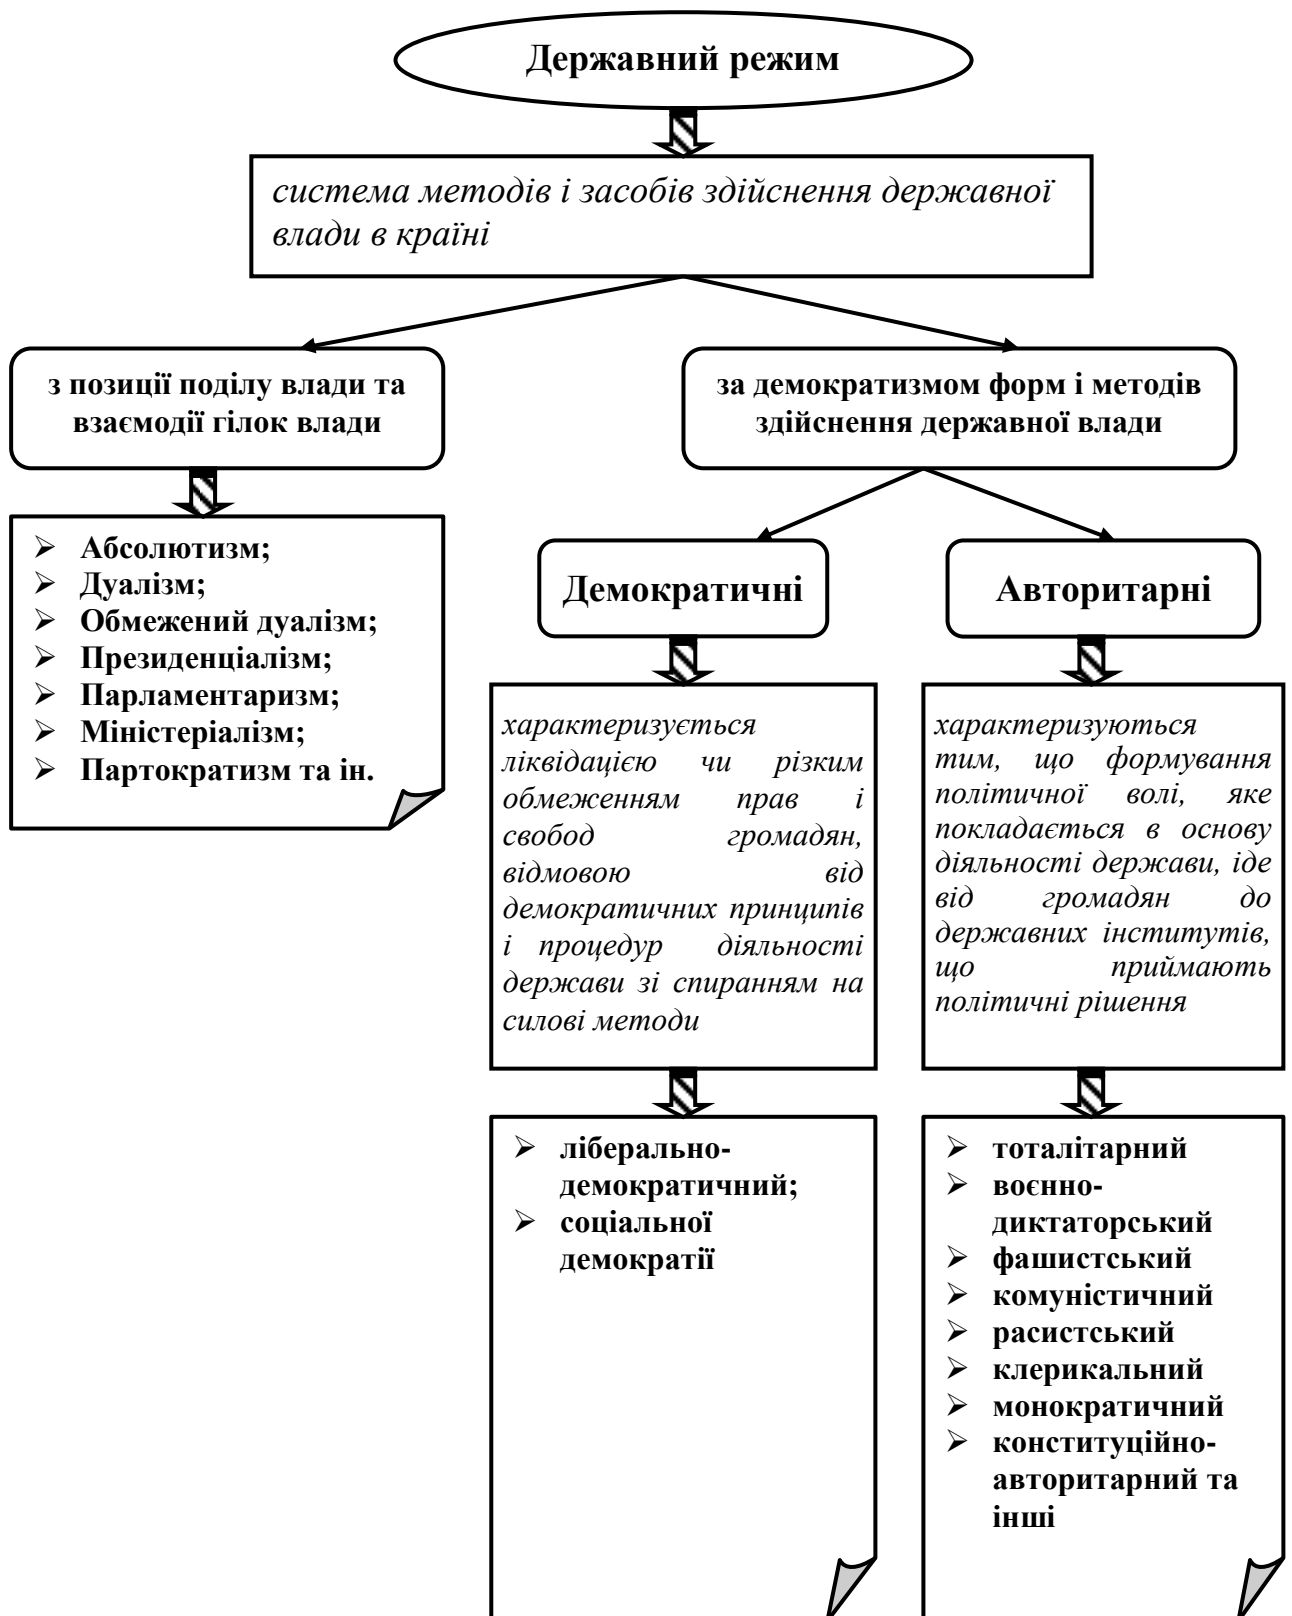 Державний режим
система методів і засобів здійснення державної
влади в країні
з позиції поділу влади та
взаємодії гілок влади
за демократизмом форм і методів
здійснення державної влади
➢ Абсолютизм;
➢ Дуалізм;
➢ Обмежений дуалізм;
➢ Президенціалізм;
➢ Парламентаризм;
➢ Міністеріалізм;
➢ Партократизм та ін.
Демократичні
характеризується
ліквідацією чи різким
обмеженням прав і
свобод громадян,
відмовою від
демократичних принципів
і процедур діяльності
держави зі спиранням на
силові методи
➢ ліберально-
демократичний;
➢ соціальної
демократії
Авторитарні
характеризуються
тим, що формування
політичної волі, яке
покладається в основу
діяльності держави, іде
від громадян до
державних інститутів,
що приймають
політичні рішення
➢ тоталітарний
➢ воєнно-
диктаторський
➢ фашистський
➢ комуністичний
➢ расистський
➢ клерикальний
➢ монократичний
➢ конституційно-
авторитарний та
інші